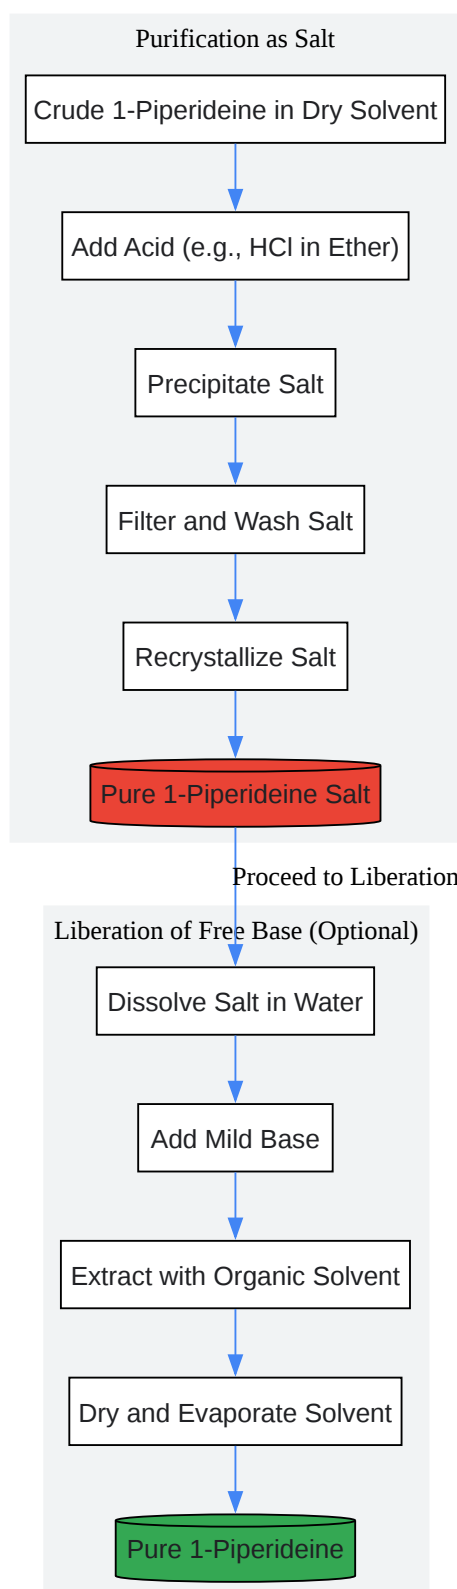 Purification as Salt
Crude 1-Piperideine in Dry Solvent
Add Acid (e.g., HCl in Ether)
Precipitate Salt
Filter and Wash Salt
Recrystallize Salt
Pure 1-Piperideine Salt
Proceed to Liberation
Liberation of Free Base (Optional)
Dissolve Salt in Water
Add Mild Base
Extract with Organic Solvent
Dry and Evaporate Solvent
Pure 1-Piperideine